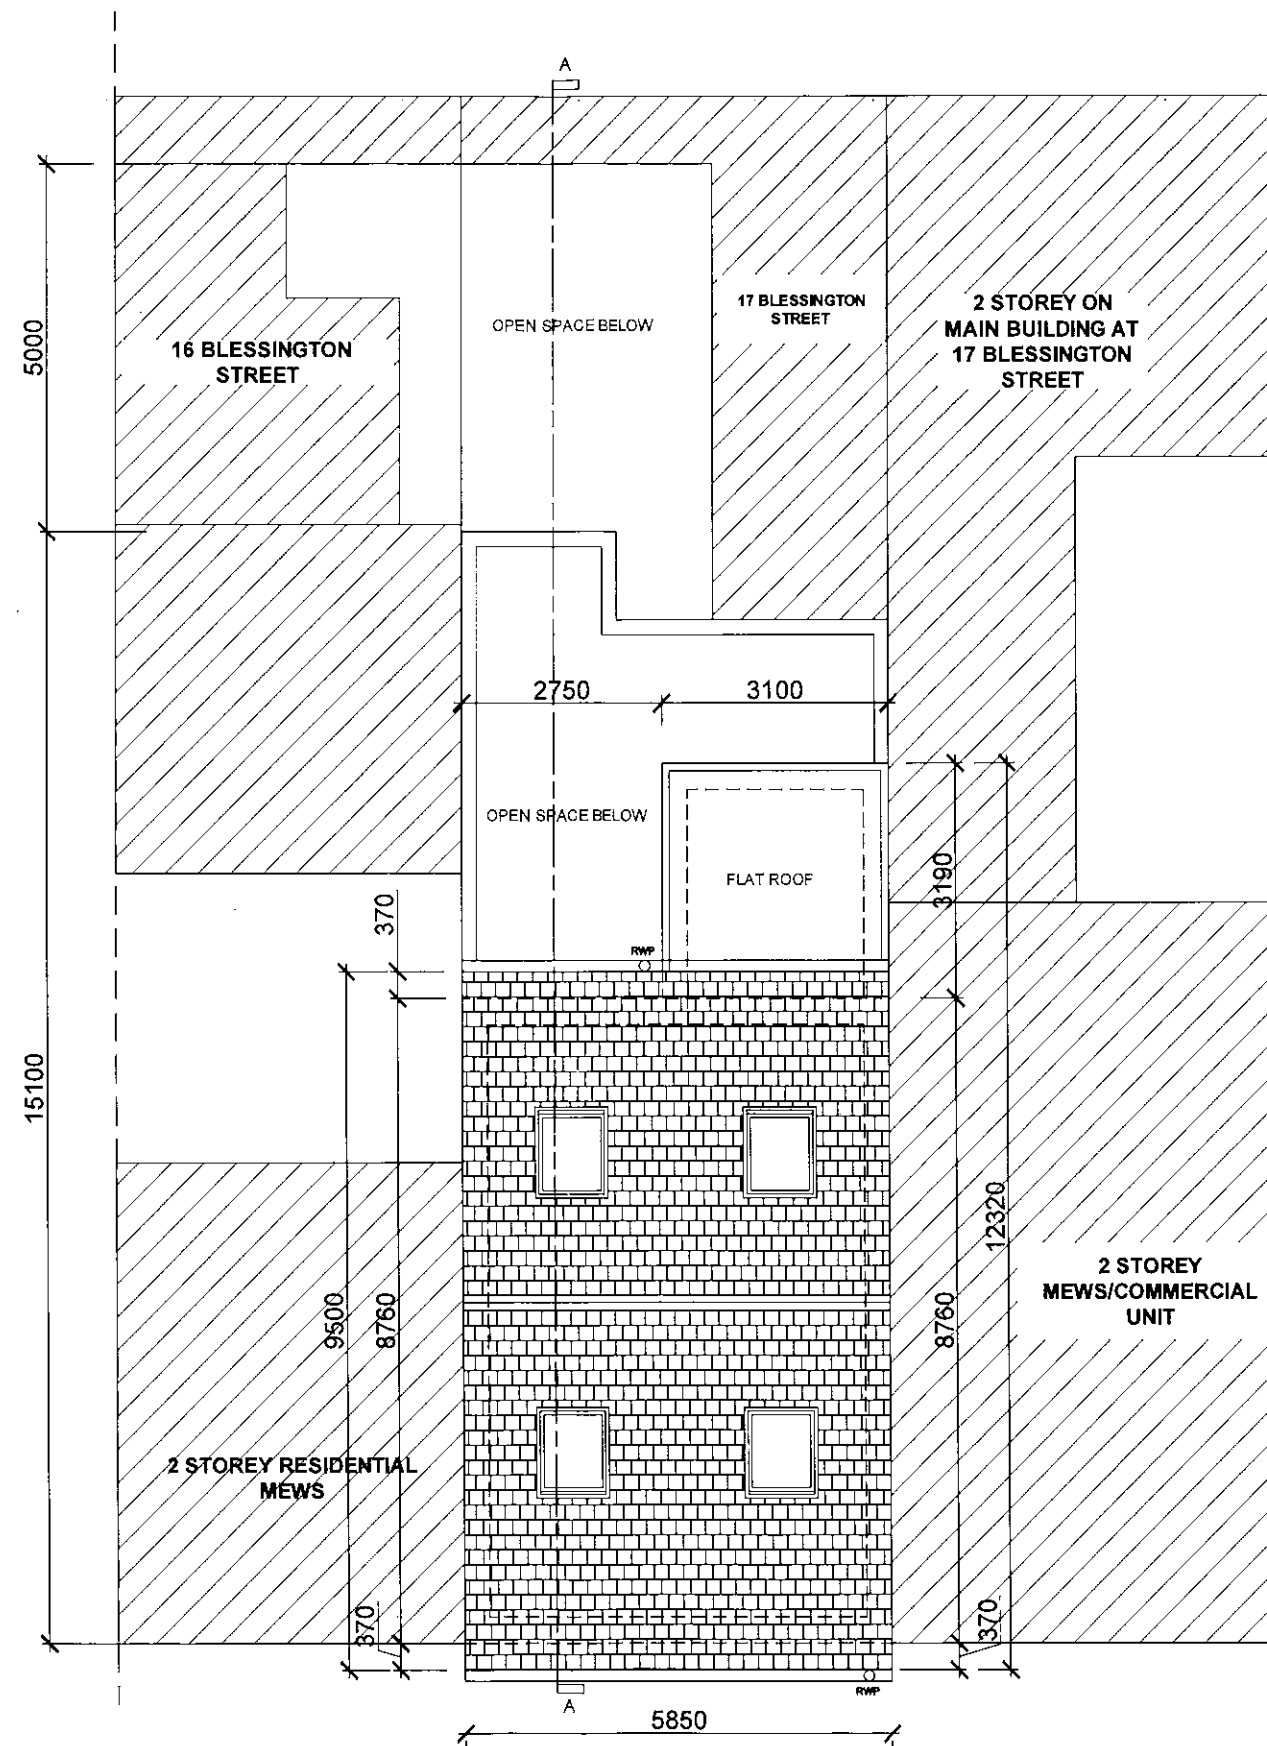 A
5000
16 BLESSINGTON
STREET
OPEN SPACE BELOW
17 BLESSINGTON
STREET
2 STOREY ON
MAIN BUILDING AT
17 BLESSINGTON
STREET
2750
3100
OPEN SPACE BELOW
FLAT ROOF
3190
370
RWP
15100
9500
8760
8760
12320
2 STOREY
MEWS/COMMERCIAL
UNIT
2 STOREY RESIDENTIAL
MEWS
370
370
RWP
A
5850